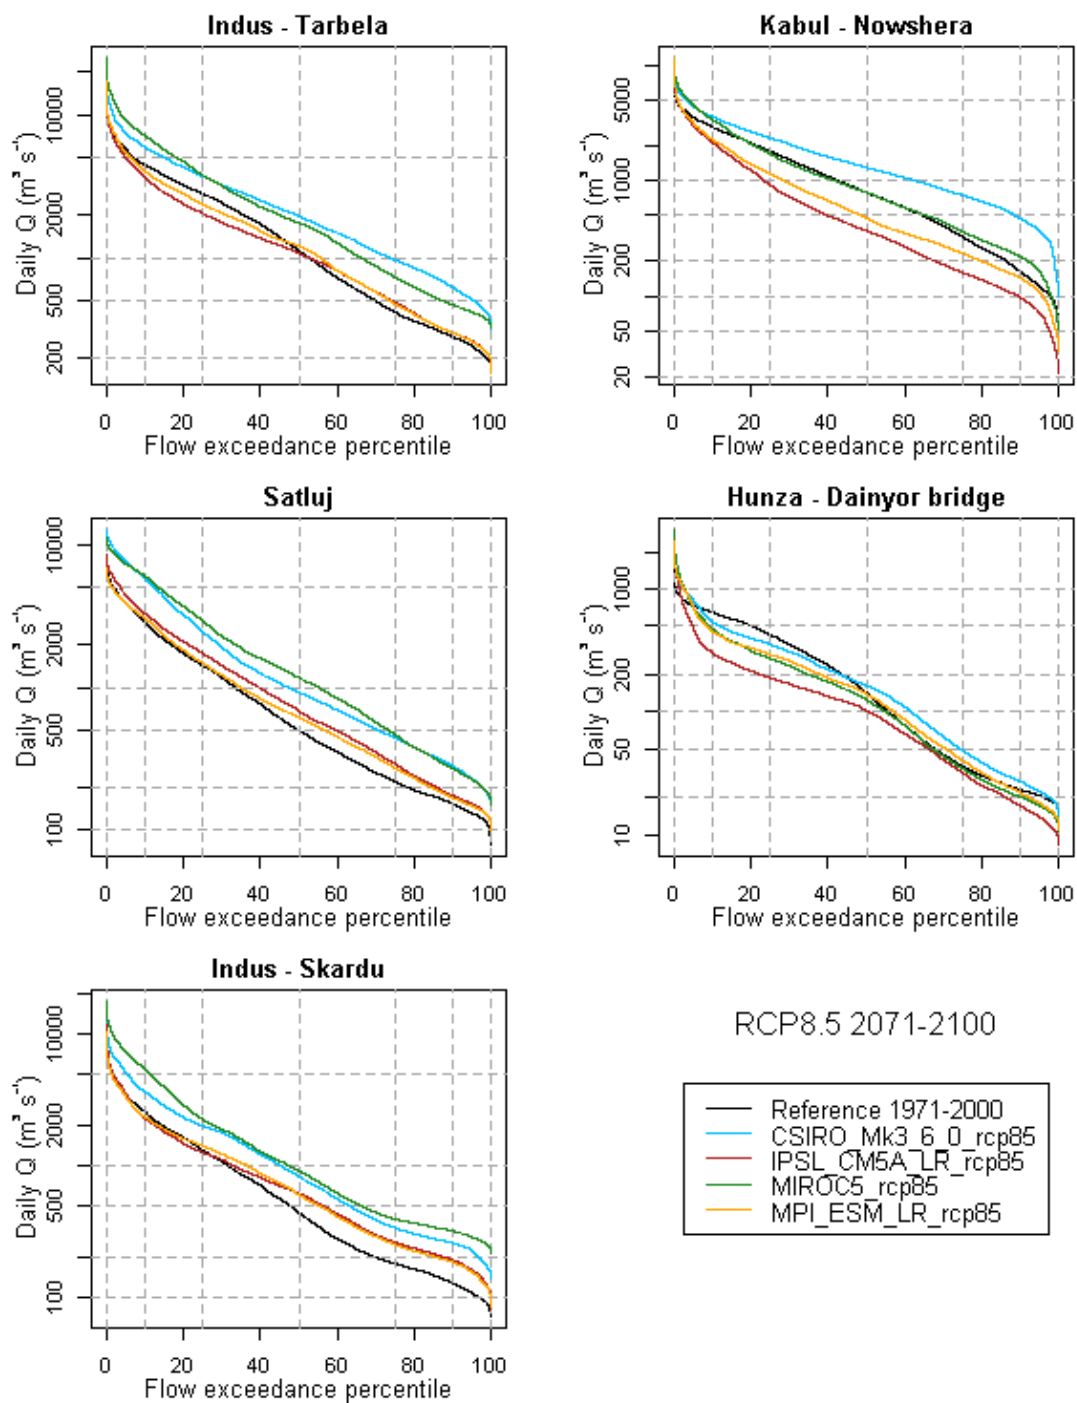 Indus - Tarbela
Daily Q (m³ s⁻¹)
10000
2000
500
200
0 20 40 60 80 100
Flow exceedance percentile
Kabul - Nowshera
Daily Q (m³ s⁻¹)
5000
1000
200
50
20
0 20 40 60 80 100
Flow exceedance percentile
Satluj
Daily Q (m³ s⁻¹)
10000
2000
500
100
0 20 40 60 80 100
Flow exceedance percentile
Hunza - Dainyor bridge
Daily Q (m³ s⁻¹)
1000
200
50
10
0 20 40 60 80 100
Flow exceedance percentile
Indus - Skardu
Daily Q (m³ s⁻¹)
10000
2000
500
100
0 20 40 60 80 100
Flow exceedance percentile
RCP8.5 2071-2100
Reference 1971-2000
CSIRO_Mk3_6_0_rcp85
IPSL_CM5A_LR_rcp85
MIROC5_rcp85
MPI_ESM_LR_rcp85